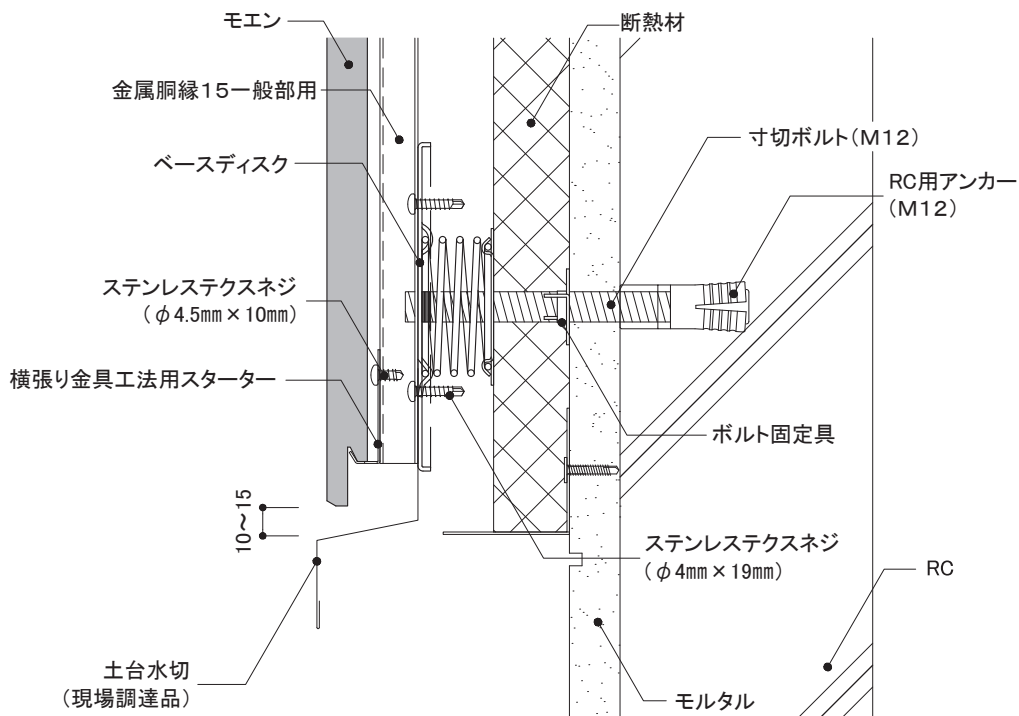 モエン
断熱材
金属胴縁15一般部用
寸切ボルト(M12)
ベースディスク
RC用アンカー
(M12)
ステンレステクスネジ
(φ4.5mm×10mm)
横張り金具工法用スターター
ボルト固定具
10~15
ステンレステクスネジ
(φ4mm×19mm)
RC
土台水切
(現場調達品)
モルタル